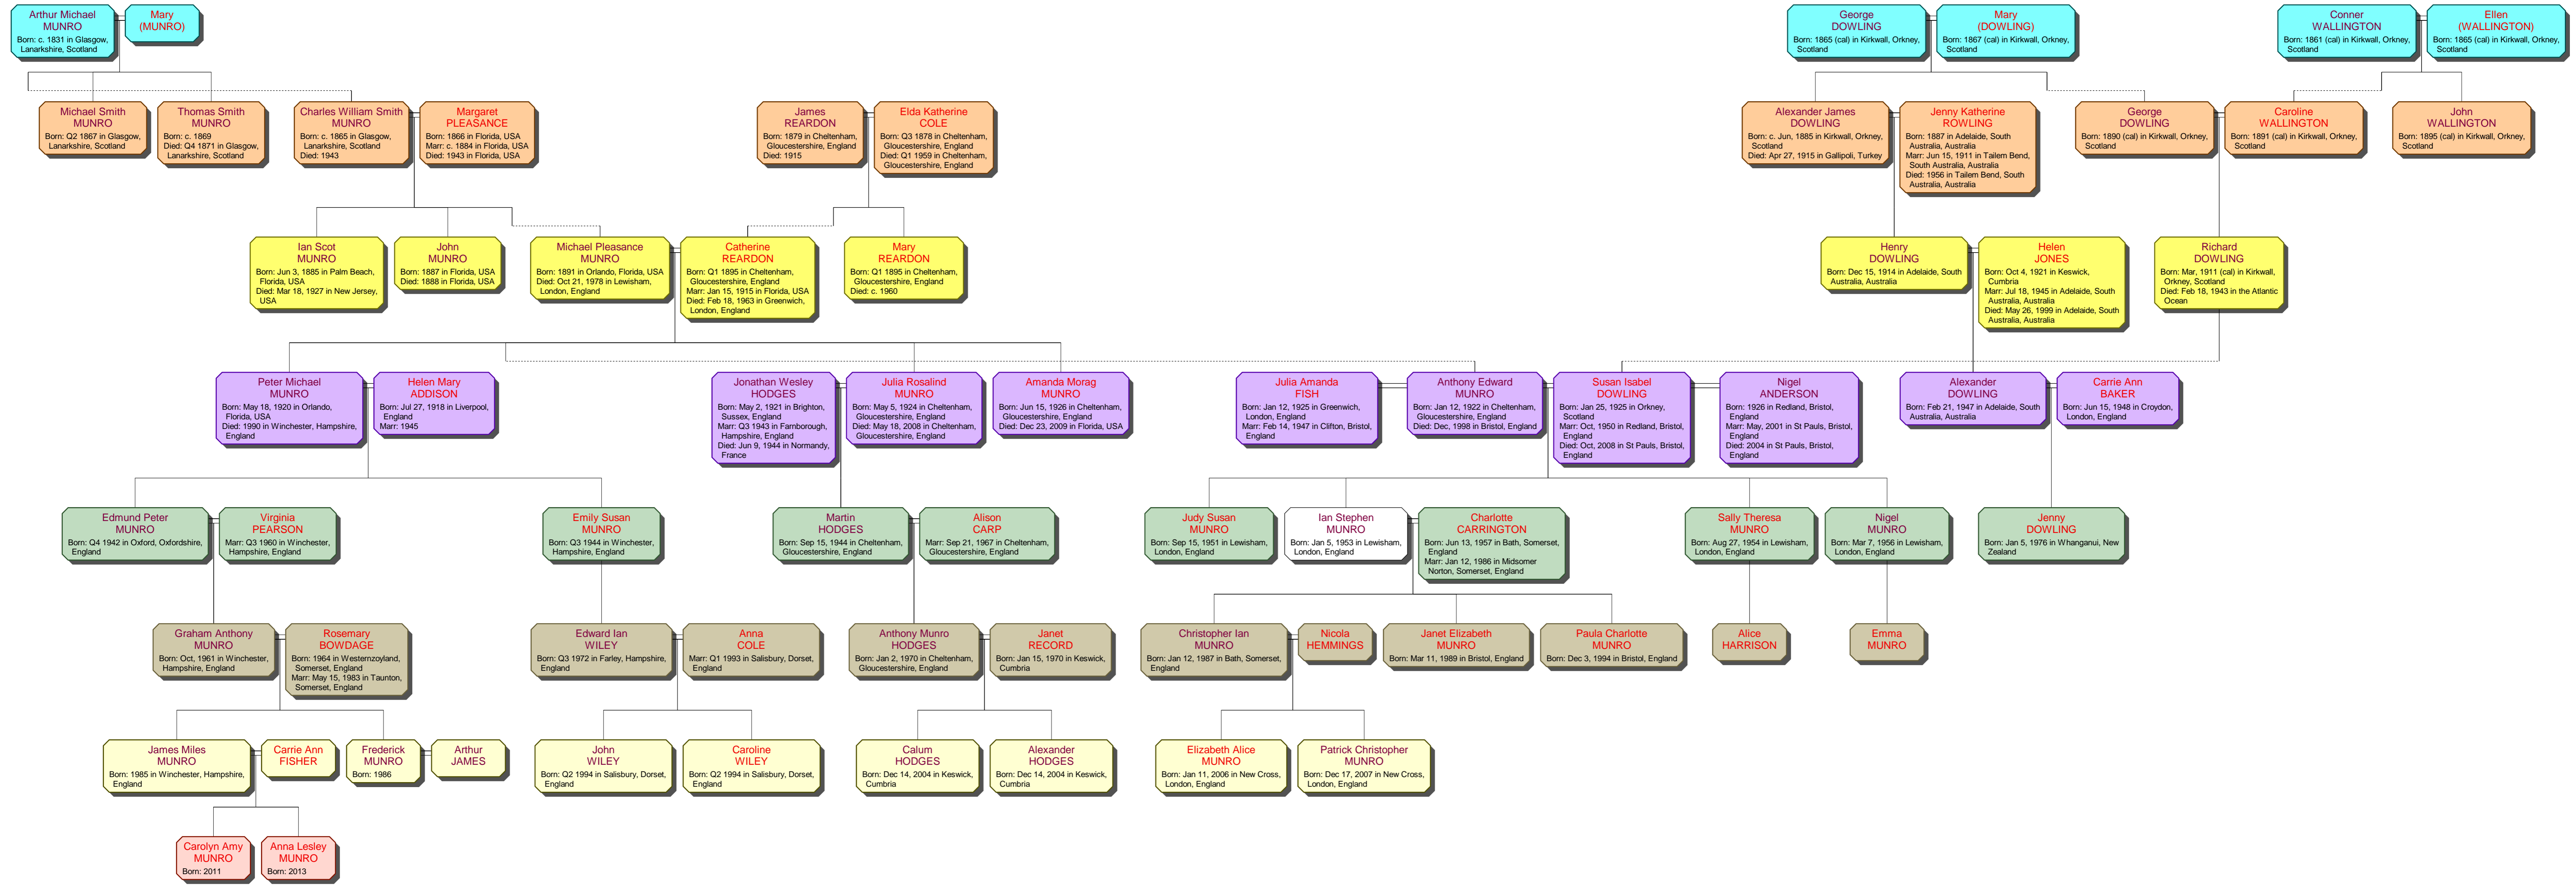 Arthur Michael
MUNRO
Born: c. 1831 in Glasgow,
Lanarkshire, Scotland
Mary
(MUNRO)
George
DOWLING
Born: 1865 (cal) in Kirkwall, Orkney,
Scotland
Mary
(DOWLING)
Born: 1867 (cal) in Kirkwall, Orkney,
Scotland
Conner
WALLINGTON
Born: 1861 (cal) in Kirkwall, Orkney,
Scotland
Ellen
(WALLINGTON)
Born: 1865 (cal) in Kirkwall, Orkney,
Scotland
Michael Smith
MUNRO
Born: Q2 1867 in Glasgow,
Lanarkshire, Scotland
Thomas Smith
MUNRO
Born: c. 1869
Died: Q4 1871 in Glasgow,
Lanarkshire, Scotland
Charles William Smith
MUNRO
Born: c. 1865 in Glasgow,
Lanarkshire, Scotland
Died: 1943
Margaret
PLEASANCE
Born: 1866 in Florida, USA
Marr: c. 1884 in Florida, USA
Died: 1943 in Florida, USA
James
REARDON
Born: 1879 in Cheltenham,
Gloucestershire, England
Died: 1915
Elda Katherine
COLE
Born: Q3 1878 in Cheltenham,
Gloucestershire, England
Died: Q1 1959 in Cheltenham,
Gloucestershire, England
Alexander James
DOWLING
Born: c. Jun, 1885 in Kirkwall, Orkney,
Scotland
Died: Apr 27, 1915 in Gallipoli, Turkey
Jenny Katherine
ROWLING
Born: 1887 in Adelaide, South
Australia, Australia
Marr: Jun 15, 1911 in Tailem Bend,
South Australia, Australia
Died: 1956 in Tailem Bend, South
Australia, Australia
George
DOWLING
Born: 1890 (cal) in Kirkwall, Orkney,
Scotland
Caroline
WALLINGTON
Born: 1891 (cal) in Kirkwall, Orkney,
Scotland
John
WALLINGTON
Born: 1895 (cal) in Kirkwall, Orkney,
Scotland
Ian Scot
MUNRO
Born: Jun 3, 1885 in Palm Beach,
Florida, USA
Died: Mar 18, 1927 in New Jersey,
USA
John
MUNRO
Born: 1887 in Florida, USA
Died: 1888 in Florida, USA
Michael Pleasance
MUNRO
Born: 1891 in Orlando, Florida, USA
Died: Oct 21, 1978 in Lewisham,
London, England
Catherine
REARDON
Born: Q1 1895 in Cheltenham,
Gloucestershire, England
Marr: Jan 15, 1915 in Florida, USA
Died: Feb 18, 1963 in Greenwich,
London, England
Mary
REARDON
Born: Q1 1895 in Cheltenham,
Gloucestershire, England
Died: c. 1960
Henry
DOWLING
Born: Dec 15, 1914 in Adelaide, South
Australia, Australia
Helen
JONES
Born: Oct 4, 1921 in Keswick,
Cumbria
Marr: Jul 18, 1945 in Adelaide, South
Australia, Australia
Died: May 26, 1999 in Adelaide, South
Australia, Australia
Richard
DOWLING
Born: Mar, 1911 (cal) in Kirkwall,
Orkney, Scotland
Died: Feb 18, 1943 in the Atlantic
Ocean
Peter Michael
MUNRO
Born: May 18, 1920 in Orlando,
Florida, USA
Died: 1990 in Winchester, Hampshire,
England
Helen Mary
ADDISON
Born: Jul 27, 1918 in Liverpool,
England
Marr: 1945
Jonathan Wesley
HODGES
Born: May 2, 1921 in Brighton,
Sussex, England
Marr: Q3 1943 in Farnborough,
Hampshire, England
Died: Jun 9, 1944 in Normandy,
France
Julia Rosalind
MUNRO
Born: May 5, 1924 in Cheltenham,
Gloucestershire, England
Died: May 18, 2008 in Cheltenham,
Gloucestershire, England
Amanda Morag
MUNRO
Born: Jun 15, 1926 in Cheltenham,
Gloucestershire, England
Died: Dec 23, 2009 in Florida, USA
Julia Amanda
FISH
Born: Jan 12, 1925 in Greenwich,
London, England
Marr: Feb 14, 1947 in Clifton, Bristol,
England
Anthony Edward
MUNRO
Born: Jan 12, 1922 in Cheltenham,
Gloucestershire, England
Died: Dec, 1998 in Bristol, England
Susan Isabel
DOWLING
Born: Jan 25, 1925 in Orkney,
Scotland
Marr: Oct, 1950 in Redland, Bristol,
England
Died: Oct, 2008 in St Pauls, Bristol,
England
Nigel
ANDERSON
Born: 1926 in Redland, Bristol,
England
Marr: May, 2001 in St Pauls, Bristol,
England
Died: 2004 in St Pauls, Bristol,
England
Alexander
DOWLING
Born: Feb 21, 1947 in Adelaide, South
Australia, Australia
Carrie Ann
BAKER
Born: Jun 15, 1948 in Croydon,
London, England
Edmund Peter
MUNRO
Born: Q4 1942 in Oxford, Oxfordshire,
England
Virginia
PEARSON
Marr: Q3 1960 in Winchester,
Hampshire, England
Emily Susan
MUNRO
Born: Q3 1944 in Winchester,
Hampshire, England
Martin
HODGES
Born: Sep 15, 1944 in Cheltenham,
Gloucestershire, England
Alison
CARP
Marr: Sep 21, 1967 in Cheltenham,
Gloucestershire, England
Judy Susan
MUNRO
Born: Sep 15, 1951 in Lewisham,
London, England
Ian Stephen
MUNRO
Born: Jan 5, 1953 in Lewisham,
London, England
Charlotte
CARRINGTON
Born: Jun 13, 1957 in Bath, Somerset,
England
Marr: Jan 12, 1986 in Midsomer
Norton, Somerset, England
Sally Theresa
MUNRO
Born: Aug 27, 1954 in Lewisham,
London, England
Nigel
MUNRO
Born: Mar 7, 1956 in Lewisham,
London, England
Jenny
DOWLING
Born: Jan 5, 1976 in Whanganui, New
Zealand
Graham Anthony
MUNRO
Born: Oct, 1961 in Winchester,
Hampshire, England
Rosemary
BOWDAGE
Born: 1964 in Westernzoyland,
Somerset, England
Marr: May 15, 1983 in Taunton,
Somerset, England
Edward Ian
WILEY
Born: Q3 1972 in Farley, Hampshire,
England
Anna
COLE
Marr: Q1 1993 in Salisbury, Dorset,
England
Anthony Munro
HODGES
Born: Jan 2, 1970 in Cheltenham,
Gloucestershire, England
Janet
RECORD
Born: Jan 15, 1970 in Keswick,
Cumbria
Christopher Ian
MUNRO
Born: Jan 12, 1987 in Bath, Somerset,
England
Nicola
HEMMINGS
Janet Elizabeth
MUNRO
Born: Mar 11, 1989 in Bristol, England
Paula Charlotte
MUNRO
Born: Dec 3, 1994 in Bristol, England
Alice
HARRISON
Emma
MUNRO
James Miles
MUNRO
Born: 1985 in Winchester, Hampshire,
England
Carrie Ann
FISHER
Frederick
MUNRO
Born: 1986
Arthur
JAMES
John
WILEY
Born: Q2 1994 in Salisbury, Dorset,
England
Caroline
WILEY
Born: Q2 1994 in Salisbury, Dorset,
England
Calum
HODGES
Born: Dec 14, 2004 in Keswick,
Cumbria
Alexander
HODGES
Born: Dec 14, 2004 in Keswick,
Cumbria
Elizabeth Alice
MUNRO
Born: Jan 11, 2006 in New Cross,
London, England
Patrick Christopher
MUNRO
Born: Dec 17, 2007 in New Cross,
London, England
Carolyn Amy
MUNRO
Born: 2011
Anna Lesley
MUNRO
Born: 2013